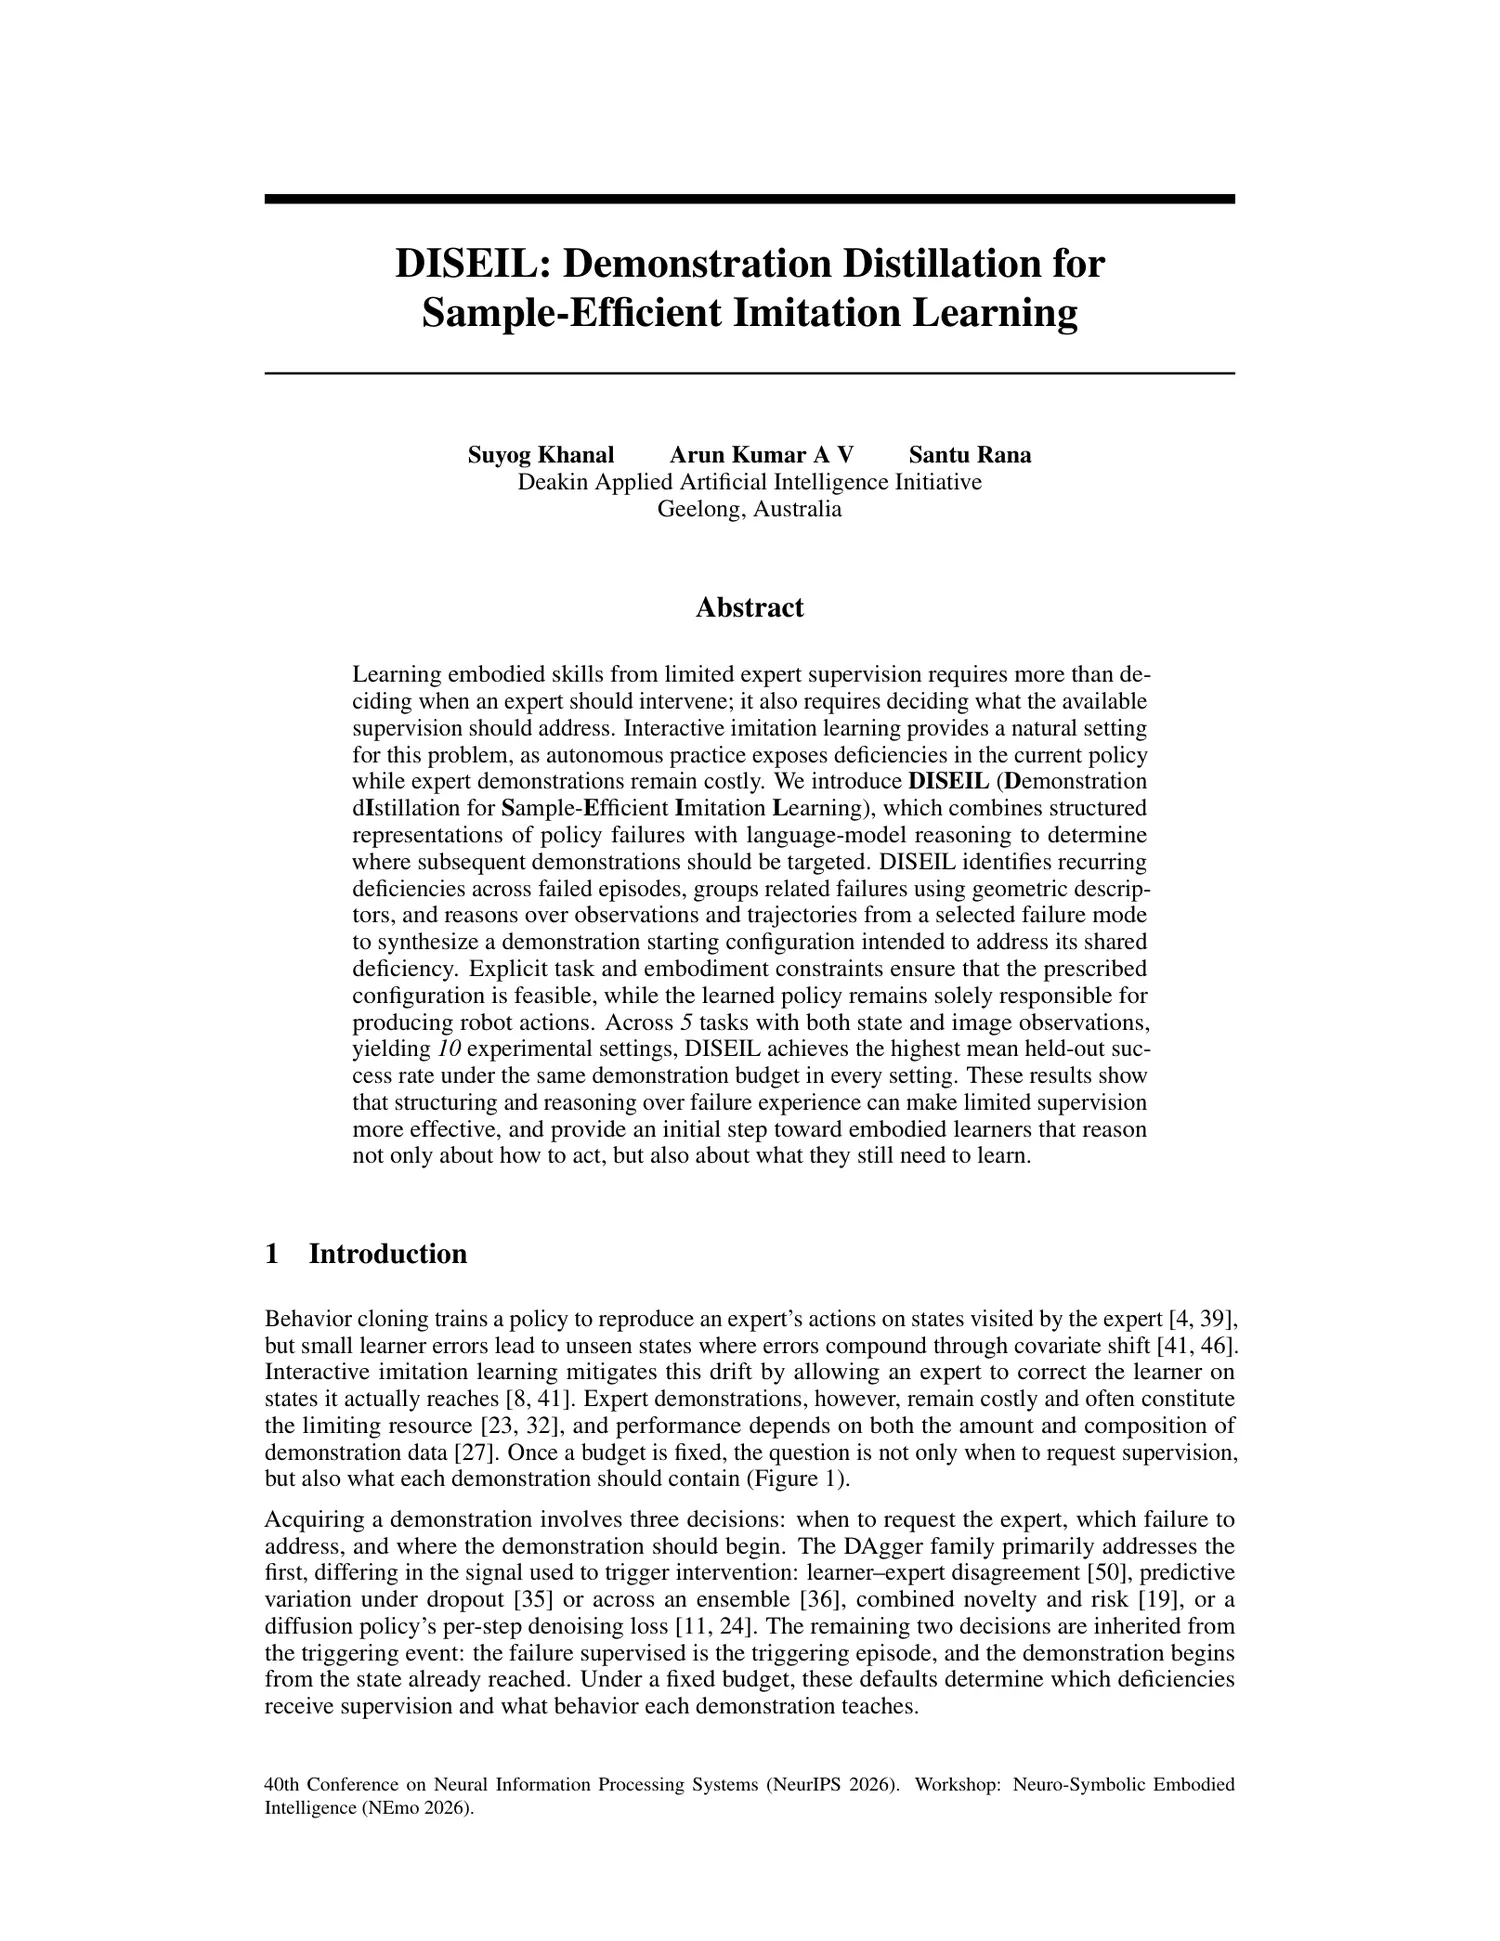 DISEIL: Demonstration Distillation for
Sample-Efficient Imitation Learning
Suyog Khanal Arun Kumar A V Santu Rana
Deakin Applied Artificial Intelligence Initiative
Geelong, Australia
Abstract
Learning embodied skills from limited expert supervision requires more than de-
ciding when an expert should intervene; it also requires deciding what the available
supervision should address. Interactive imitation learning provides a natural setting
for this problem, as autonomous practice exposes deficiencies in the current policy
while expert demonstrations remain costly. We introduce DISEIL (Demonstration
dIstillation for Sample-Efficient Imitation Learning), which combines structured
representations of policy failures with language-model reasoning to determine
where subsequent demonstrations should be targeted. DISEIL identifies recurring
deficiencies across failed episodes, groups related failures using geometric descrip-
tors, and reasons over observations and trajectories from a selected failure mode
to synthesize a demonstration starting configuration intended to address its shared
deficiency. Explicit task and embodiment constraints ensure that the prescribed
configuration is feasible, while the learned policy remains solely responsible for
producing robot actions. Across 5 tasks with both state and image observations,
yielding 10 experimental settings, DISEIL achieves the highest mean held-out suc-
cess rate under the same demonstration budget in every setting. These results show
that structuring and reasoning over failure experience can make limited supervision
more effective, and provide an initial step toward embodied learners that reason
not only about how to act, but also about what they still need to learn.
1 Introduction
Behavior cloning trains a policy to reproduce an expert's actions on states visited by the expert [4, 39],
but small learner errors lead to unseen states where errors compound through covariate shift [41, 46].
Interactive imitation learning mitigates this drift by allowing an expert to correct the learner on
states it actually reaches [8, 41]. Expert demonstrations, however, remain costly and often constitute
the limiting resource [23, 32], and performance depends on both the amount and composition of
demonstration data [27]. Once a budget is fixed, the question is not only when to request supervision,
but also what each demonstration should contain (Figure 1).
Acquiring a demonstration involves three decisions: when to request the expert, which failure to
address, and where the demonstration should begin. The DAgger family primarily addresses the
first, differing in the signal used to trigger intervention: learner–expert disagreement [50], predictive
variation under dropout [35] or across an ensemble [36], combined novelty and risk [19], or a
diffusion policy's per-step denoising loss [11, 24]. The remaining two decisions are inherited from
the triggering event: the failure supervised is the triggering episode, and the demonstration begins
from the state already reached. Under a fixed budget, these defaults determine which deficiencies
receive supervision and what behavior each demonstration teaches.
40th Conference on Neural Information Processing Systems (NeurIPS 2026). Workshop: Neuro-Symbolic Embodied
Intelligence (NEmo 2026).